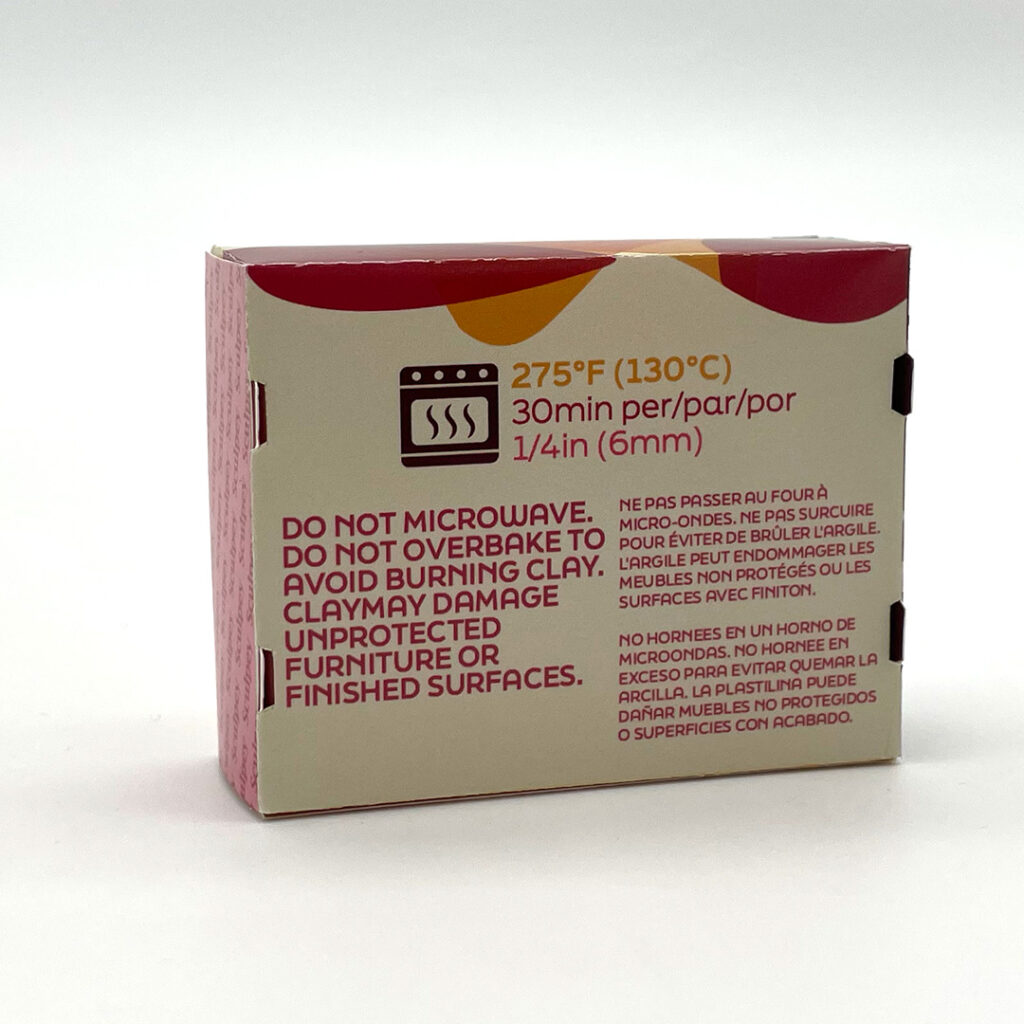 275°F (130°C)
30min per/par/por
1/4in (6mm)
DO NOT MICROWAVE.
DO NOT OVERBAKE TO
AVOID BURNING CLAY.
CLAYMAY DAMAGE
UNPROTECTED
FURNITURE OR
FINISHED SURFACES.
NE PAS PASSER AU FOUR À
MICRO-ONDES. NE PAS SURCUIRE
POUR ÉVITER DE BRÛLER L'ARGILE.
L'ARGILE PEUT ENDOMMAGER LES
MEUBLES NON PROTÉGÉS OU LES
SURFACES AVEC FINITON.
NO HORNEES EN UN HORNO DE
MICROONDAS. NO HORNEE EN
EXCESO PARA EVITAR QUEMAR LA
ARCILLA. LA PLASTILINA PUEDE
DAÑAR MUEBLES NO PROTEGIDOS
O SUPERFICIES CON ACABADO.